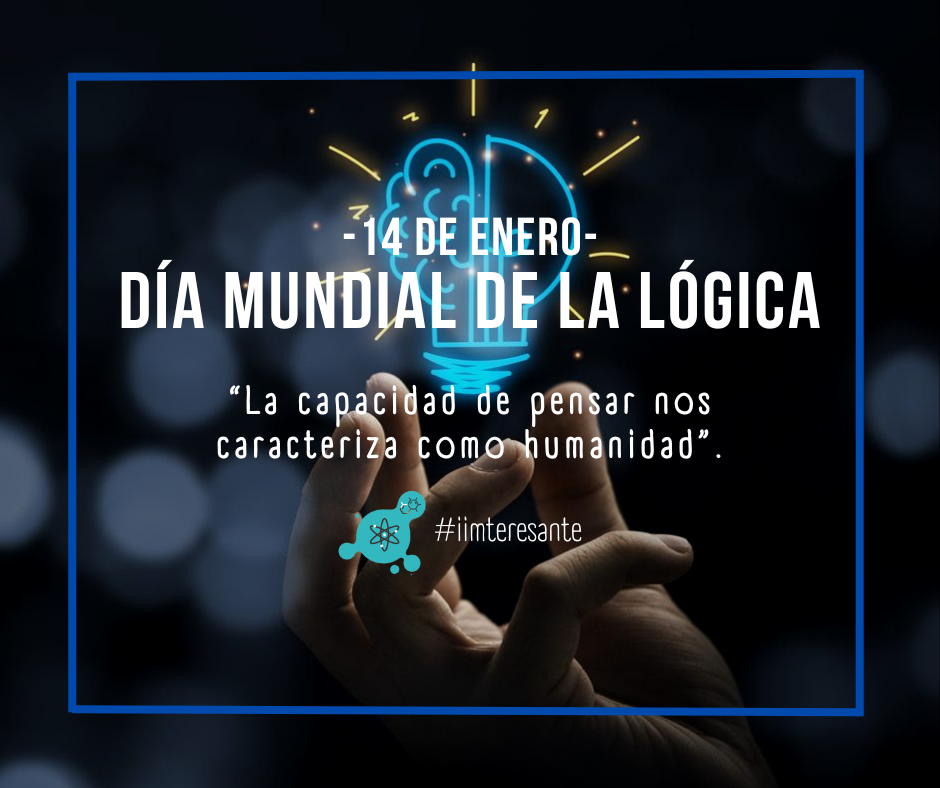 -14 DE ENERO-
DÍA MUNDIAL DE LA LÓGICA
“La capacidad de pensar nos
caracteriza como humanidad”.
#iimteresante